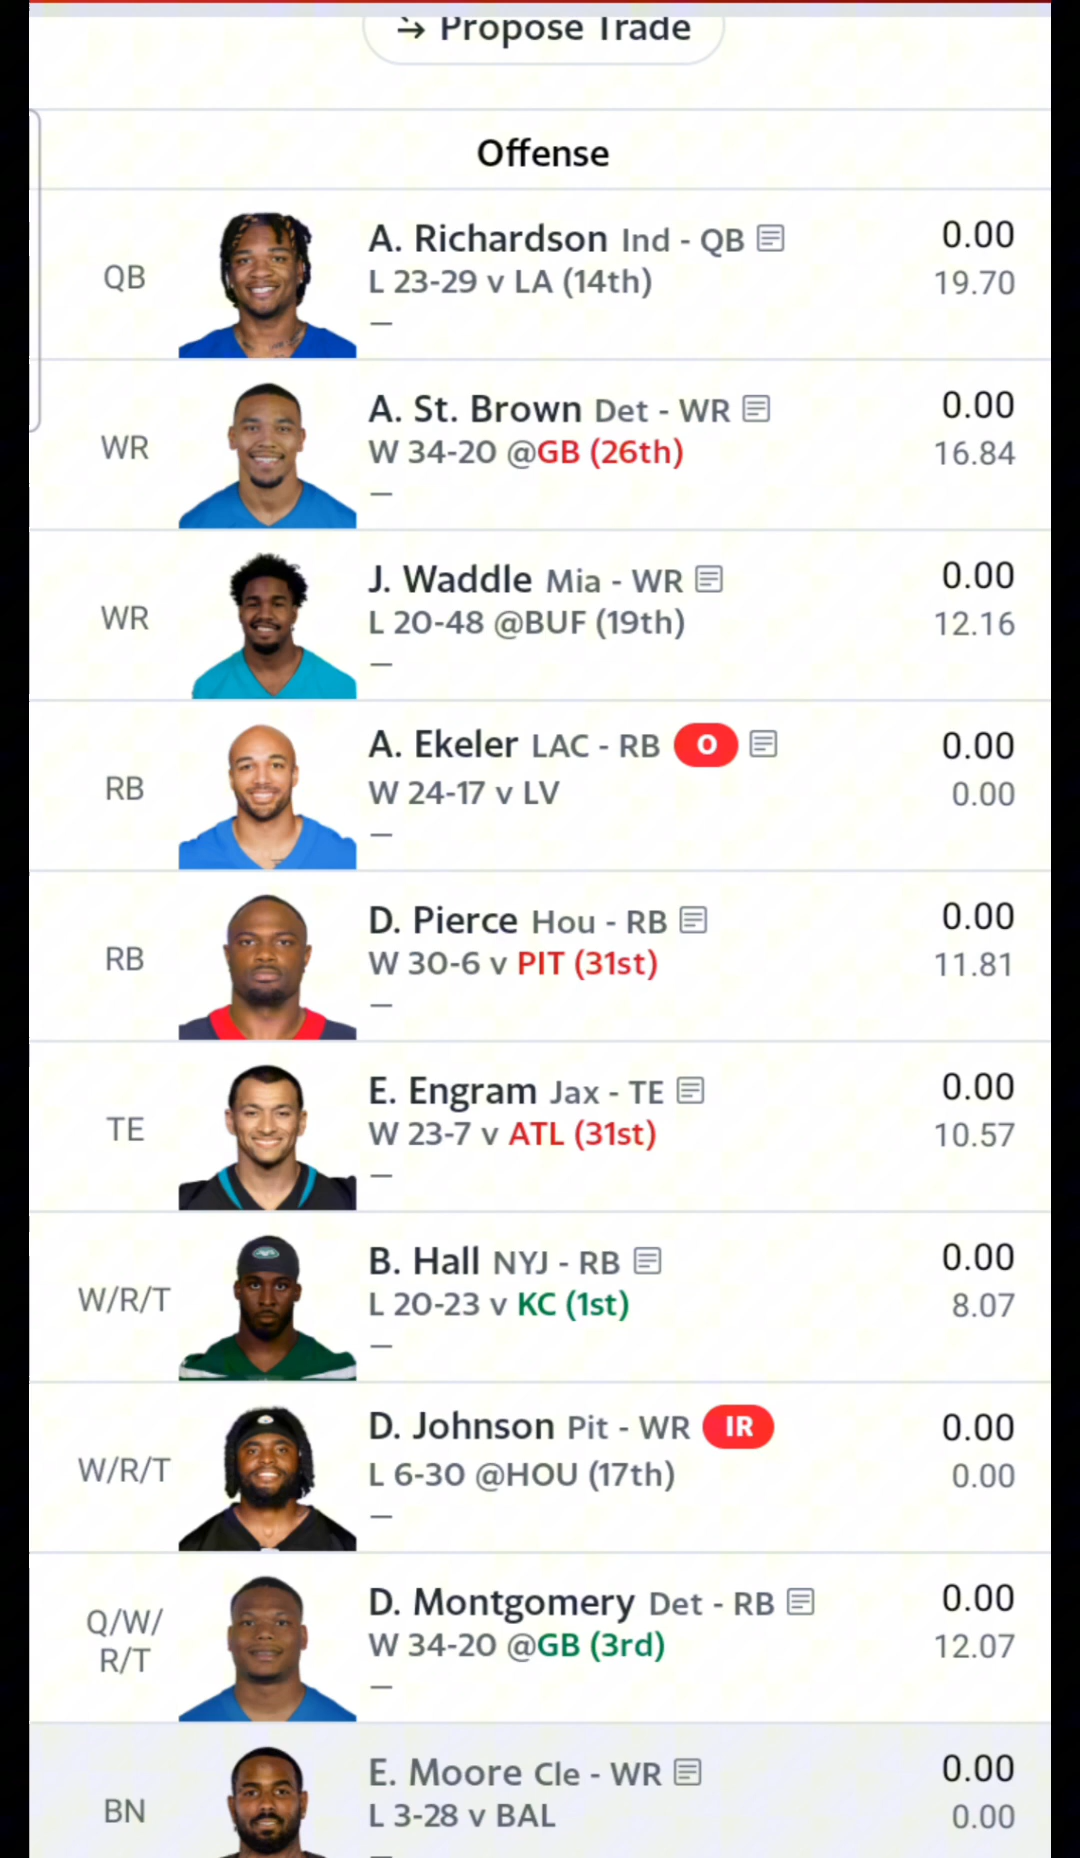 Propose Trade
Offense
QB
A. Richardson Ind - QB
0.00
L 23-29 v LA (14th)
19.70
–
WR
A. St. Brown Det - WR
0.00
W 34-20 @GB (26th)
16.84
–
WR
J. Waddle Mia - WR
0.00
L 20-48 @BUF (19th)
12.16
–
RB
A. Ekeler LAC - RB O
0.00
W 24-17 v LV
0.00
–
RB
D. Pierce Hou - RB
0.00
W 30-6 v PIT (31st)
11.81
–
TE
E. Engram Jax - TE
0.00
W 23-7 v ATL (31st)
10.57
–
W/R/T
B. Hall NYJ - RB
0.00
L 20-23 v KC (1st)
8.07
–
W/R/T
D. Johnson Pit - WR IR
0.00
L 6-30 @HOU (17th)
0.00
–
Q/W/
R/T
D. Montgomery Det - RB
0.00
W 34-20 @GB (3rd)
12.07
–
BN
E. Moore Cle - WR
0.00
L 3-28 v BAL
0.00